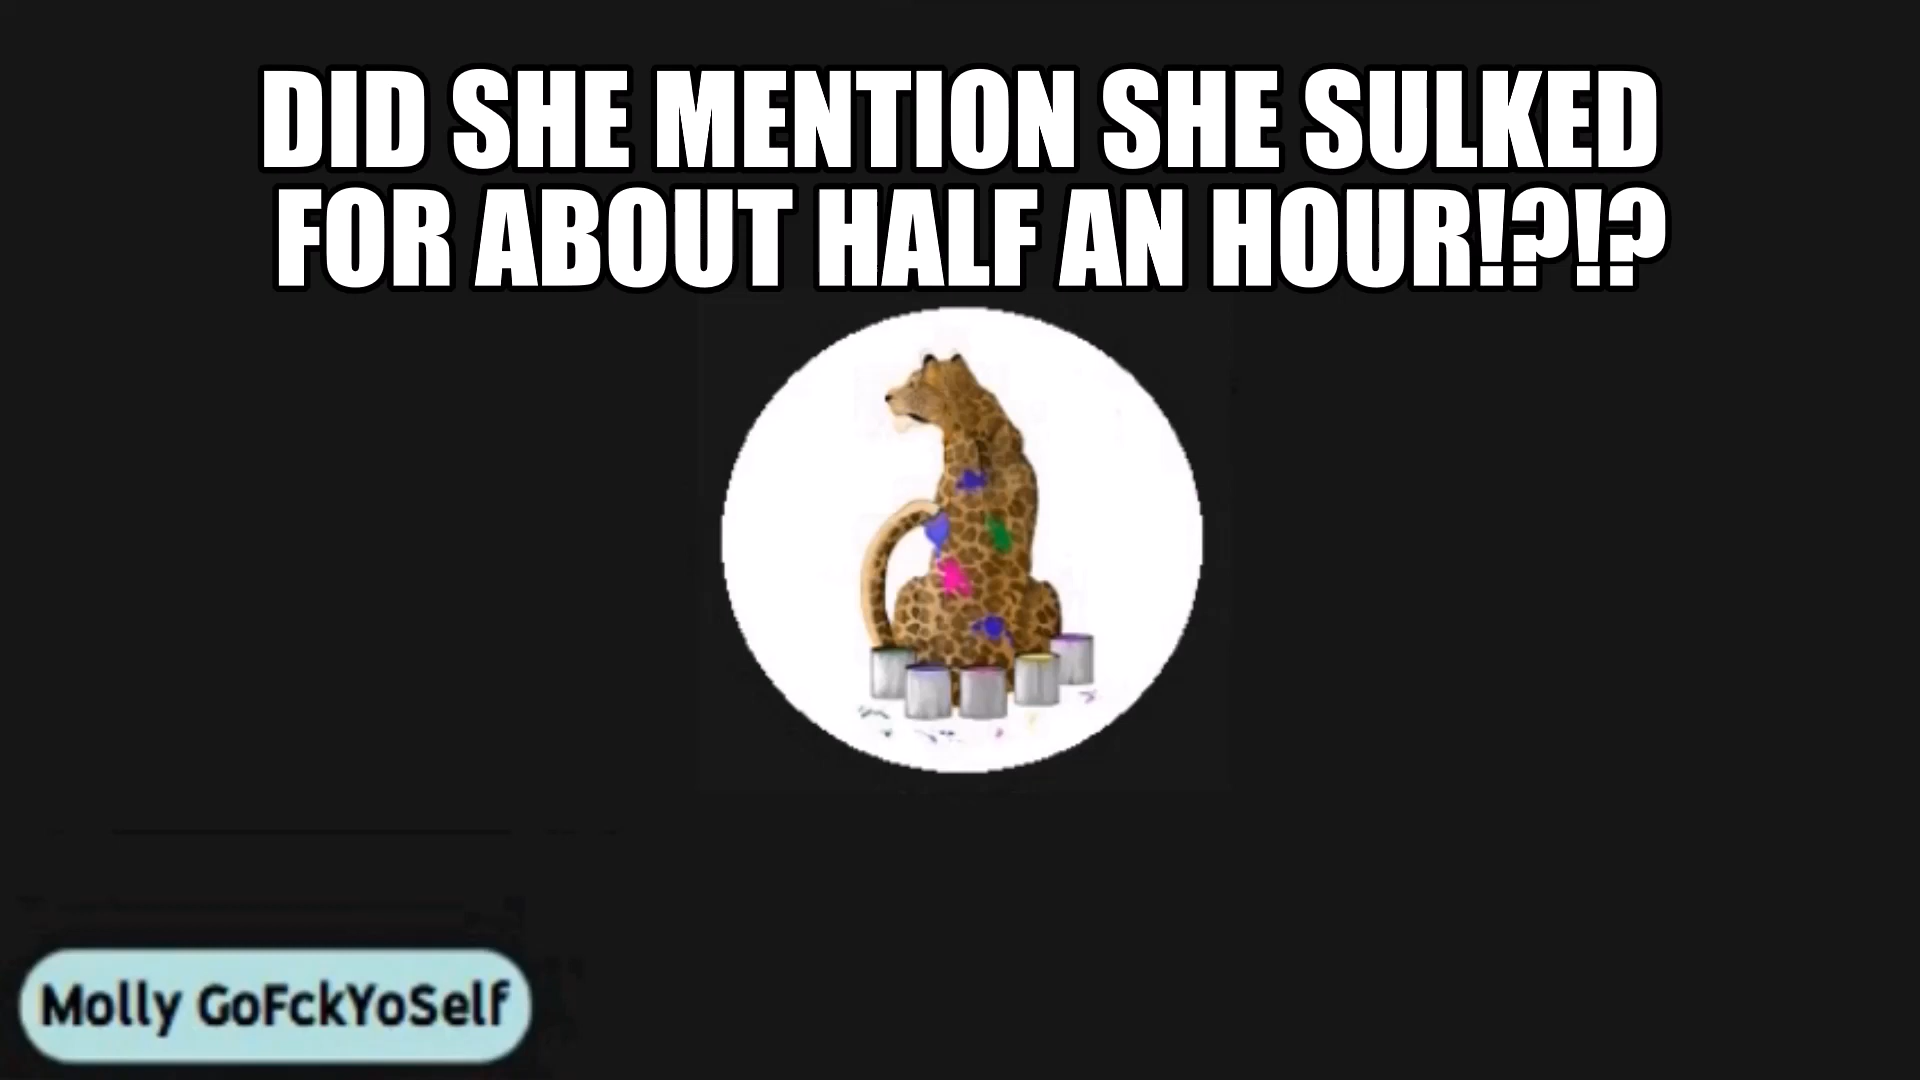 DID SHE MENTION SHE SULKED
FOR ABOUT HALF AN HOUR!?!?
Molly GoFckYoSelf